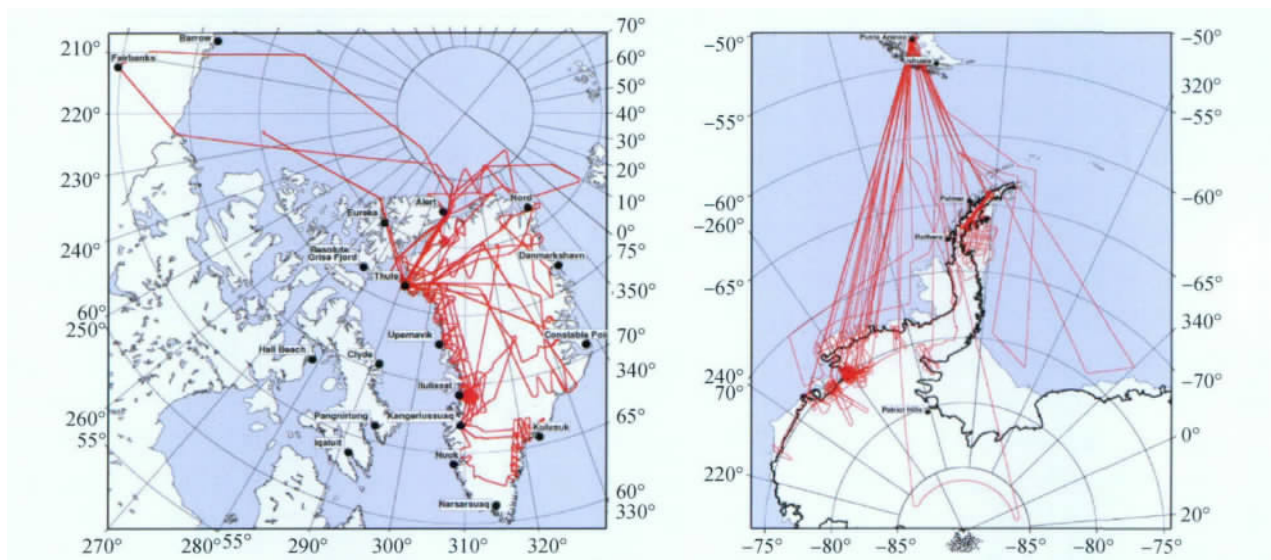 70°
Barrow
210°
60°
Fairbanks
50°
220°
40°
30°
230°
20°
10°
Alert
Nord
Eureka
0°
240°
Resolute
Grise Fjord
75°
Danmarkshavn
Thule
350°
60°
250°
Upernavik
Constable Poi
70°
Hall Beach
Clyde
340°
Ilulissat
260°
Pangnirtung
Kangerlussuaq
65°
55°
Kulusuk
Iqaluit
Nuuk
60°
Narsarsuaq
330°
270°
280°
55°
290°
300°
310°
320°
−50°
Punta Arenas
−50°
Ushuaia
320°
−55°
−55°
−60°
Palmer
−60°
−260°
Rothera
−65°
−65°
340°
240°
70°
−70°
Patriot Hills
0°
220°
20°
−75°
−85°
−90°
−80°
−75°